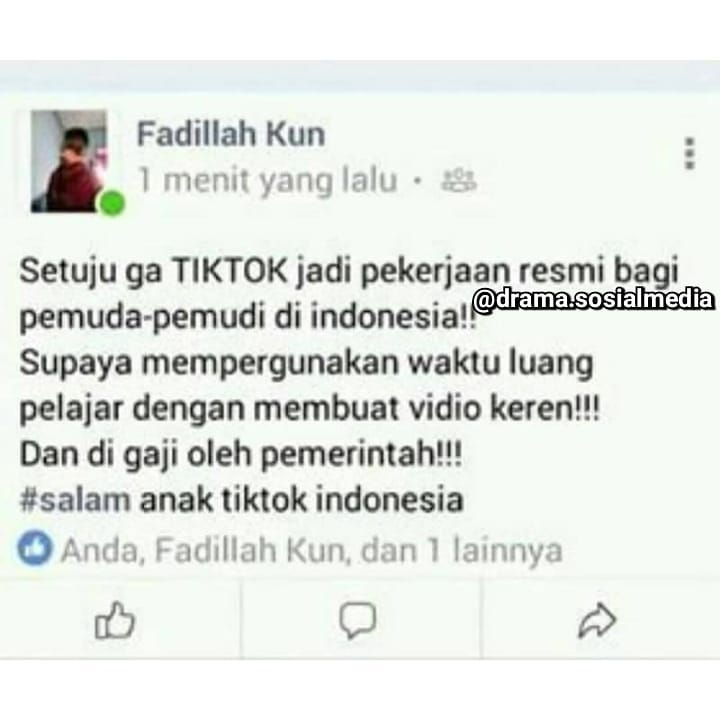 Fadillah Kun
1 menit yang lalu ·
Setuju ga TIKTOK jadi pekerjaan resmi bagi
@drama.sosialmedia
pemuda-pemudi di indonesia!!
Supaya mempergunakan waktu luang
pelajar dengan membuat vidio keren!!!
Dan di gaji oleh pemerintah!!!
#salam anak tiktok indonesia
Anda, Fadillah Kun, dan 1 lainnya